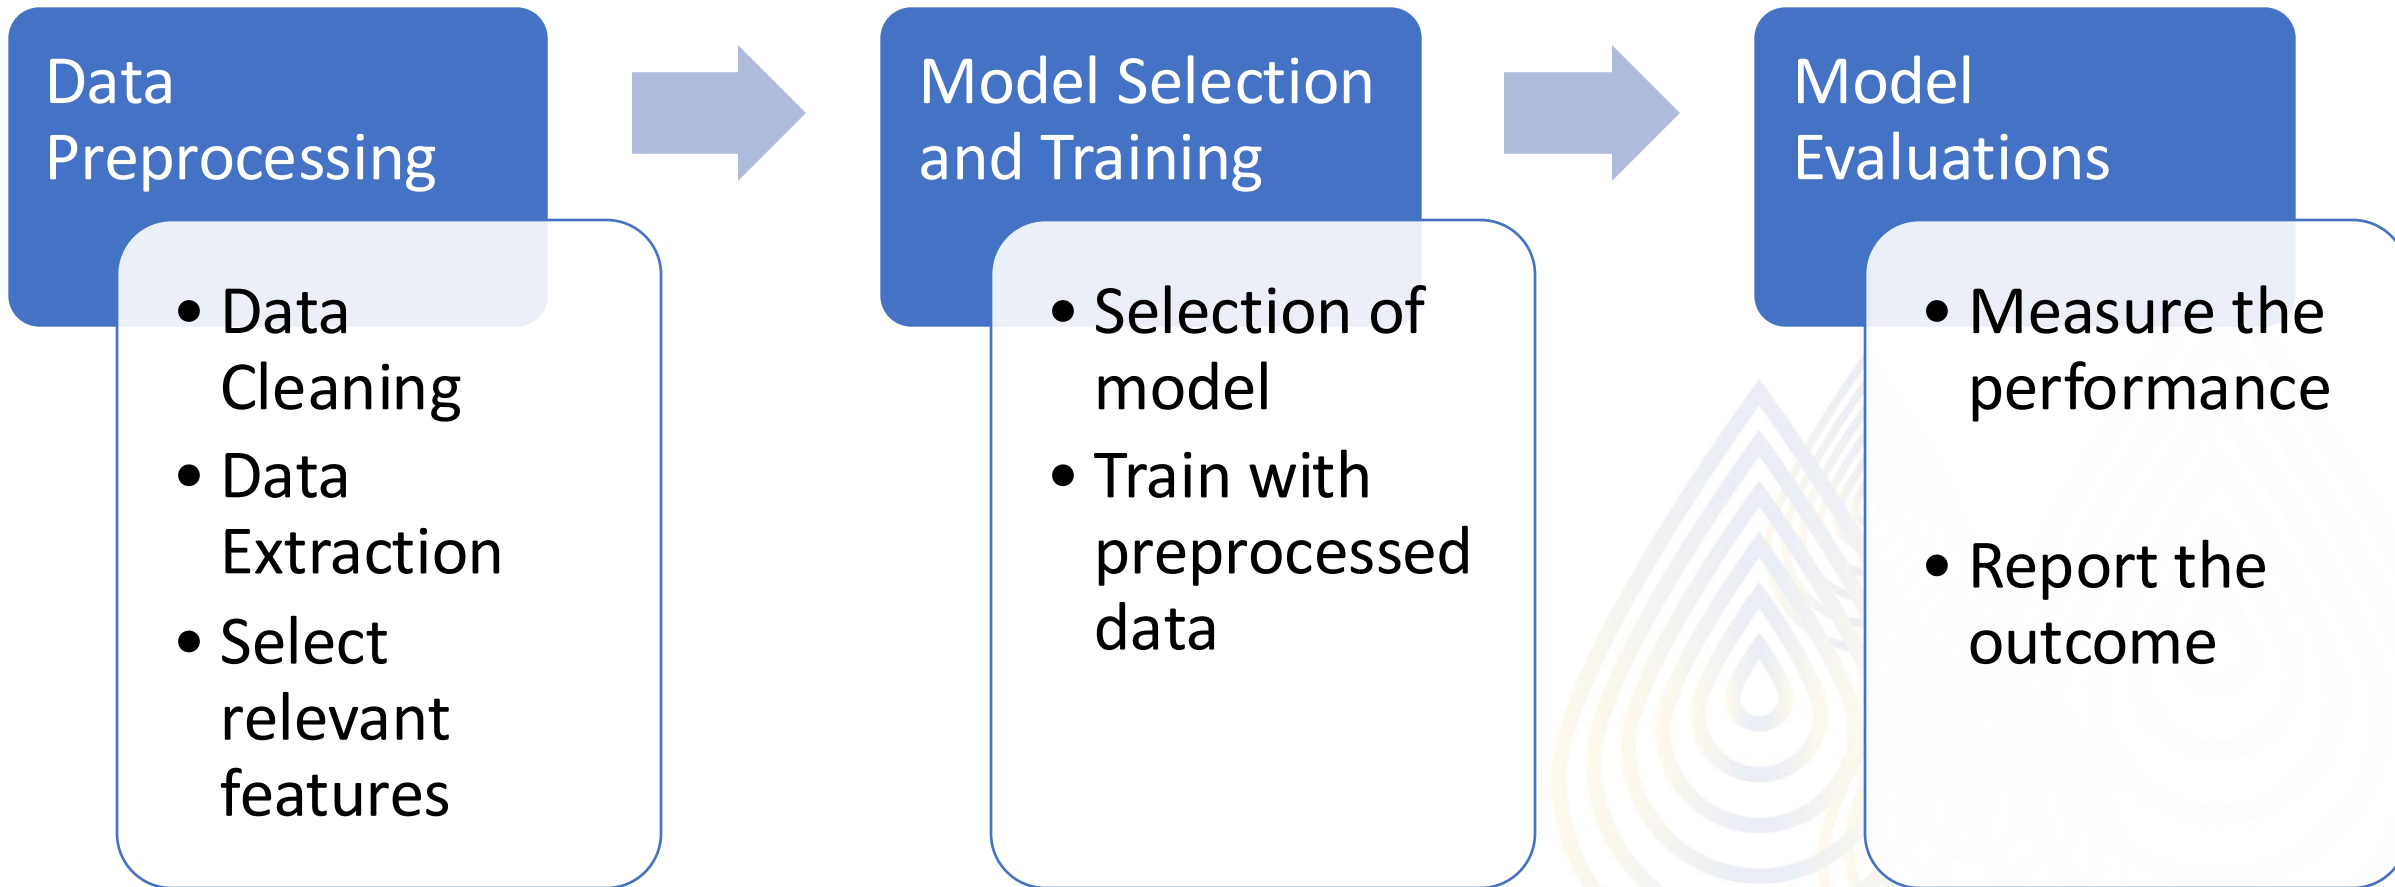 Data
Preprocessing
• Data
Cleaning
• Data
Extraction
• Select
relevant
features
Model Selection
and Training
• Selection of
model
• Train with
preprocessed
data
Model
Evaluations
• Measure the
performance
• Report the
outcome